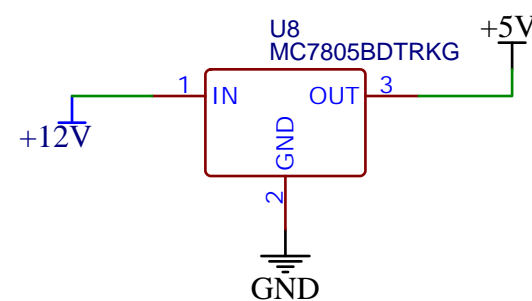 U8
MC7805BDTRKG
+5V
1
IN
OUT
3
+12V
GND
2
GND